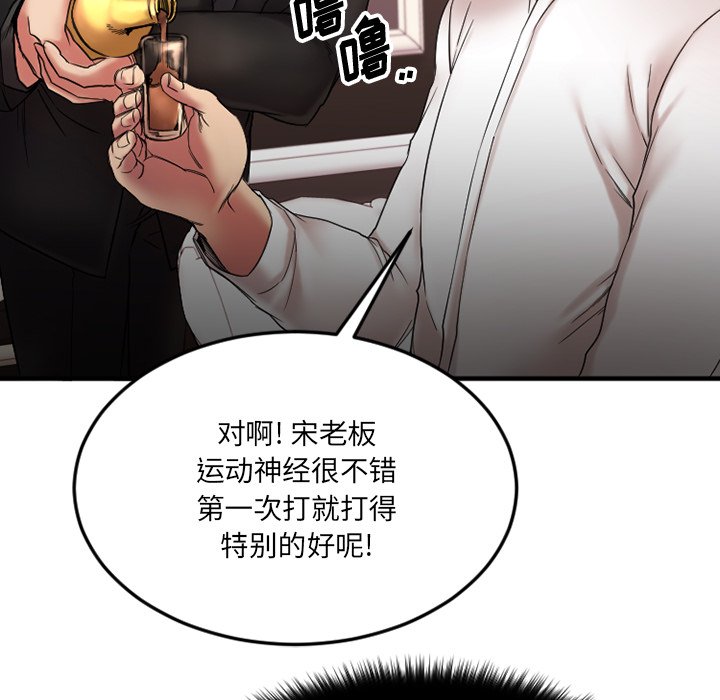 噜
噜..
对啊! 宋老板
运动神经很不错
第一次打就打得
特别的好呢!